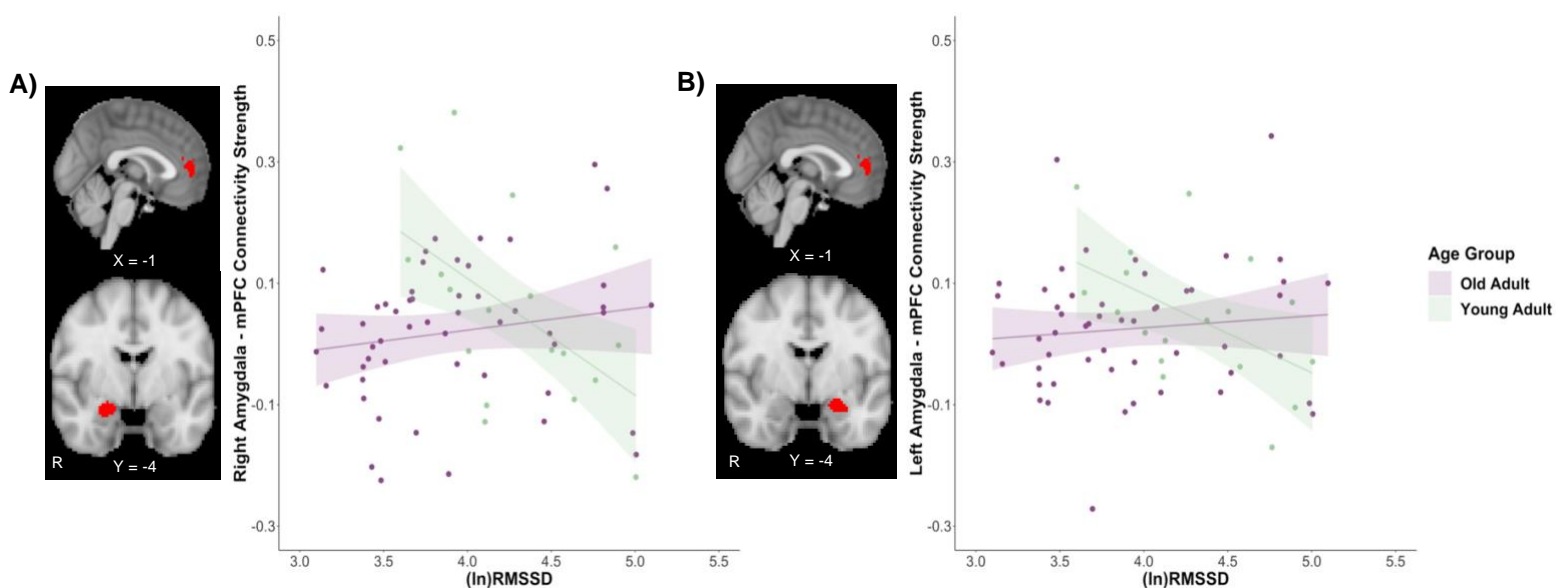 A)
X = -1
R
Y = -4
Right Amygdala - mPFC Connectivity Strength
0.5
0.3
0.1
-0.1
-0.3
3.0 3.5 4.0 4.5 5.0 5.5
(ln)RMSSD
B)
X = -1
R
Y = -4
Left Amygdala - mPFC Connectivity Strength
0.5
0.3
0.1
-0.1
-0.3
3.0 3.5 4.0 4.5 5.0 5.5
(ln)RMSSD
Age Group
Old Adult
Young Adult